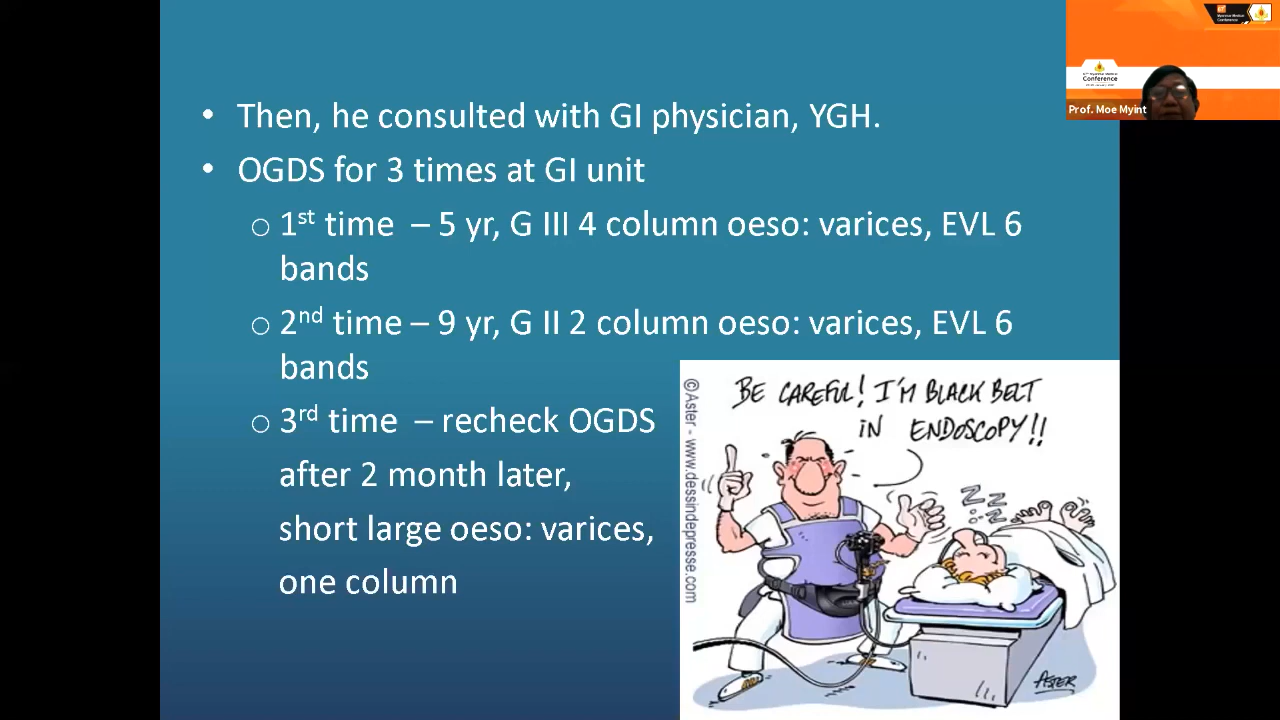 • Then, he consulted with GI physician, YGH.
• OGDS for 3 times at GI unit
o 1st time – 5 yr, G III 4 column oeso: varices, EVL 6
bands
o 2nd time – 9 yr, G II 2 column oeso: varices, EVL 6
bands
o 3rd time – recheck OGDS
after 2 month later,
short large oeso: varices,
one column
BE CAREFUL! I'M BLACK BELT
IN ENDOSCOPY!!
©Aster - www.dessindepresse.com
ZZ
ZZ
ASTER
Conference
Prof. Moe Myint